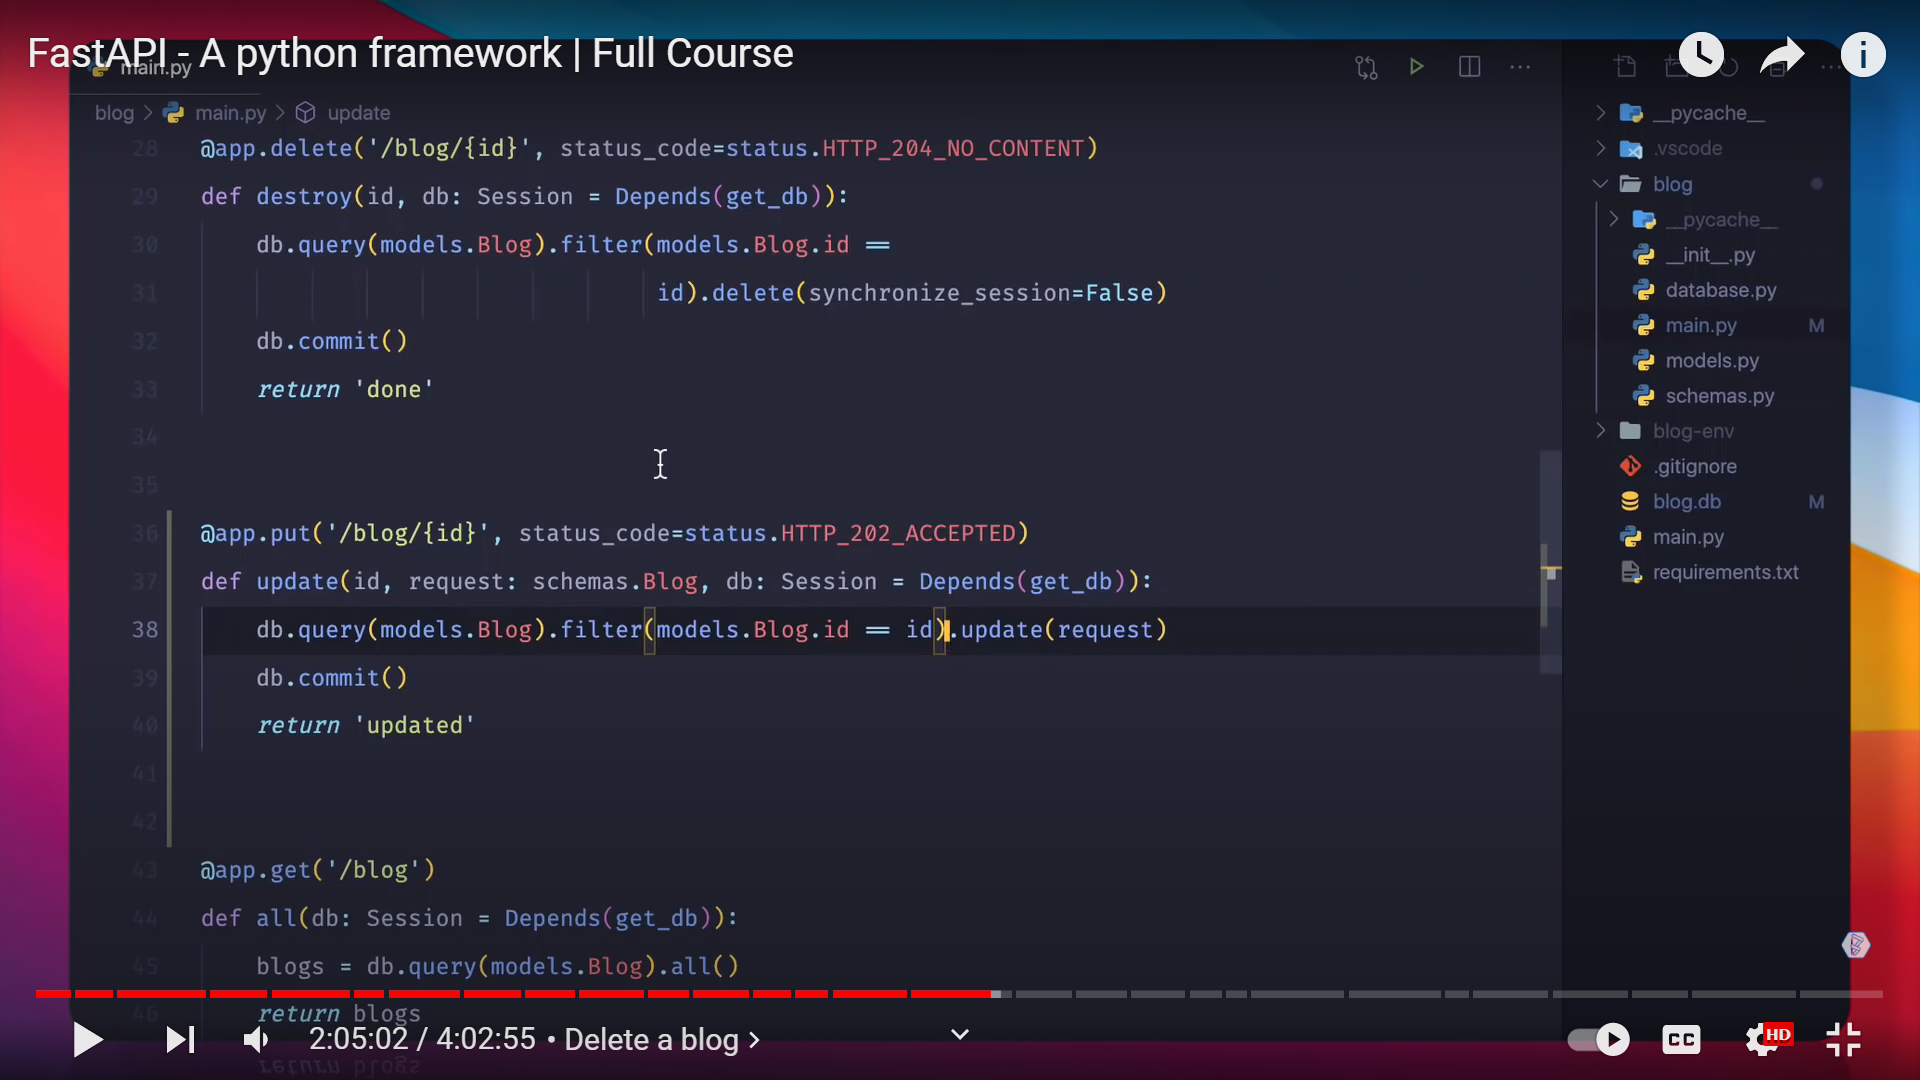 FastAPI - A python framework | Full Course
main.py
blog > main.py > update
28 @app.delete('/blog/{id}', status_code=status.HTTP_204_NO_CONTENT)
29 def destroy(id, db: Session = Depends(get_db)):
30 db.query(models.Blog).filter(models.Blog.id ==
31 id).delete(synchronize_session=False)
32 db.commit()
33 return 'done'
34
35
36 @app.put('/blog/{id}', status_code=status.HTTP_202_ACCEPTED)
37 def update(id, request: schemas.Blog, db: Session = Depends(get_db)):
38 db.query(models.Blog).filter(models.Blog.id == id).update(request)
39 db.commit()
40 return 'updated'
41
42
43 @app.get('/blog')
44 def all(db: Session = Depends(get_db)):
45 blogs = db.query(models.Blog).all()
46 return blogs
return blogs
__pycache__
.vscode
blog
__pycache__
__init__.py
database.py
main.py M
models.py
schemas.py
blog-env
.gitignore
blog.db M
main.py
requirements.txt
2:05:02 / 4:02:55 • Delete a blog >
CC
HD